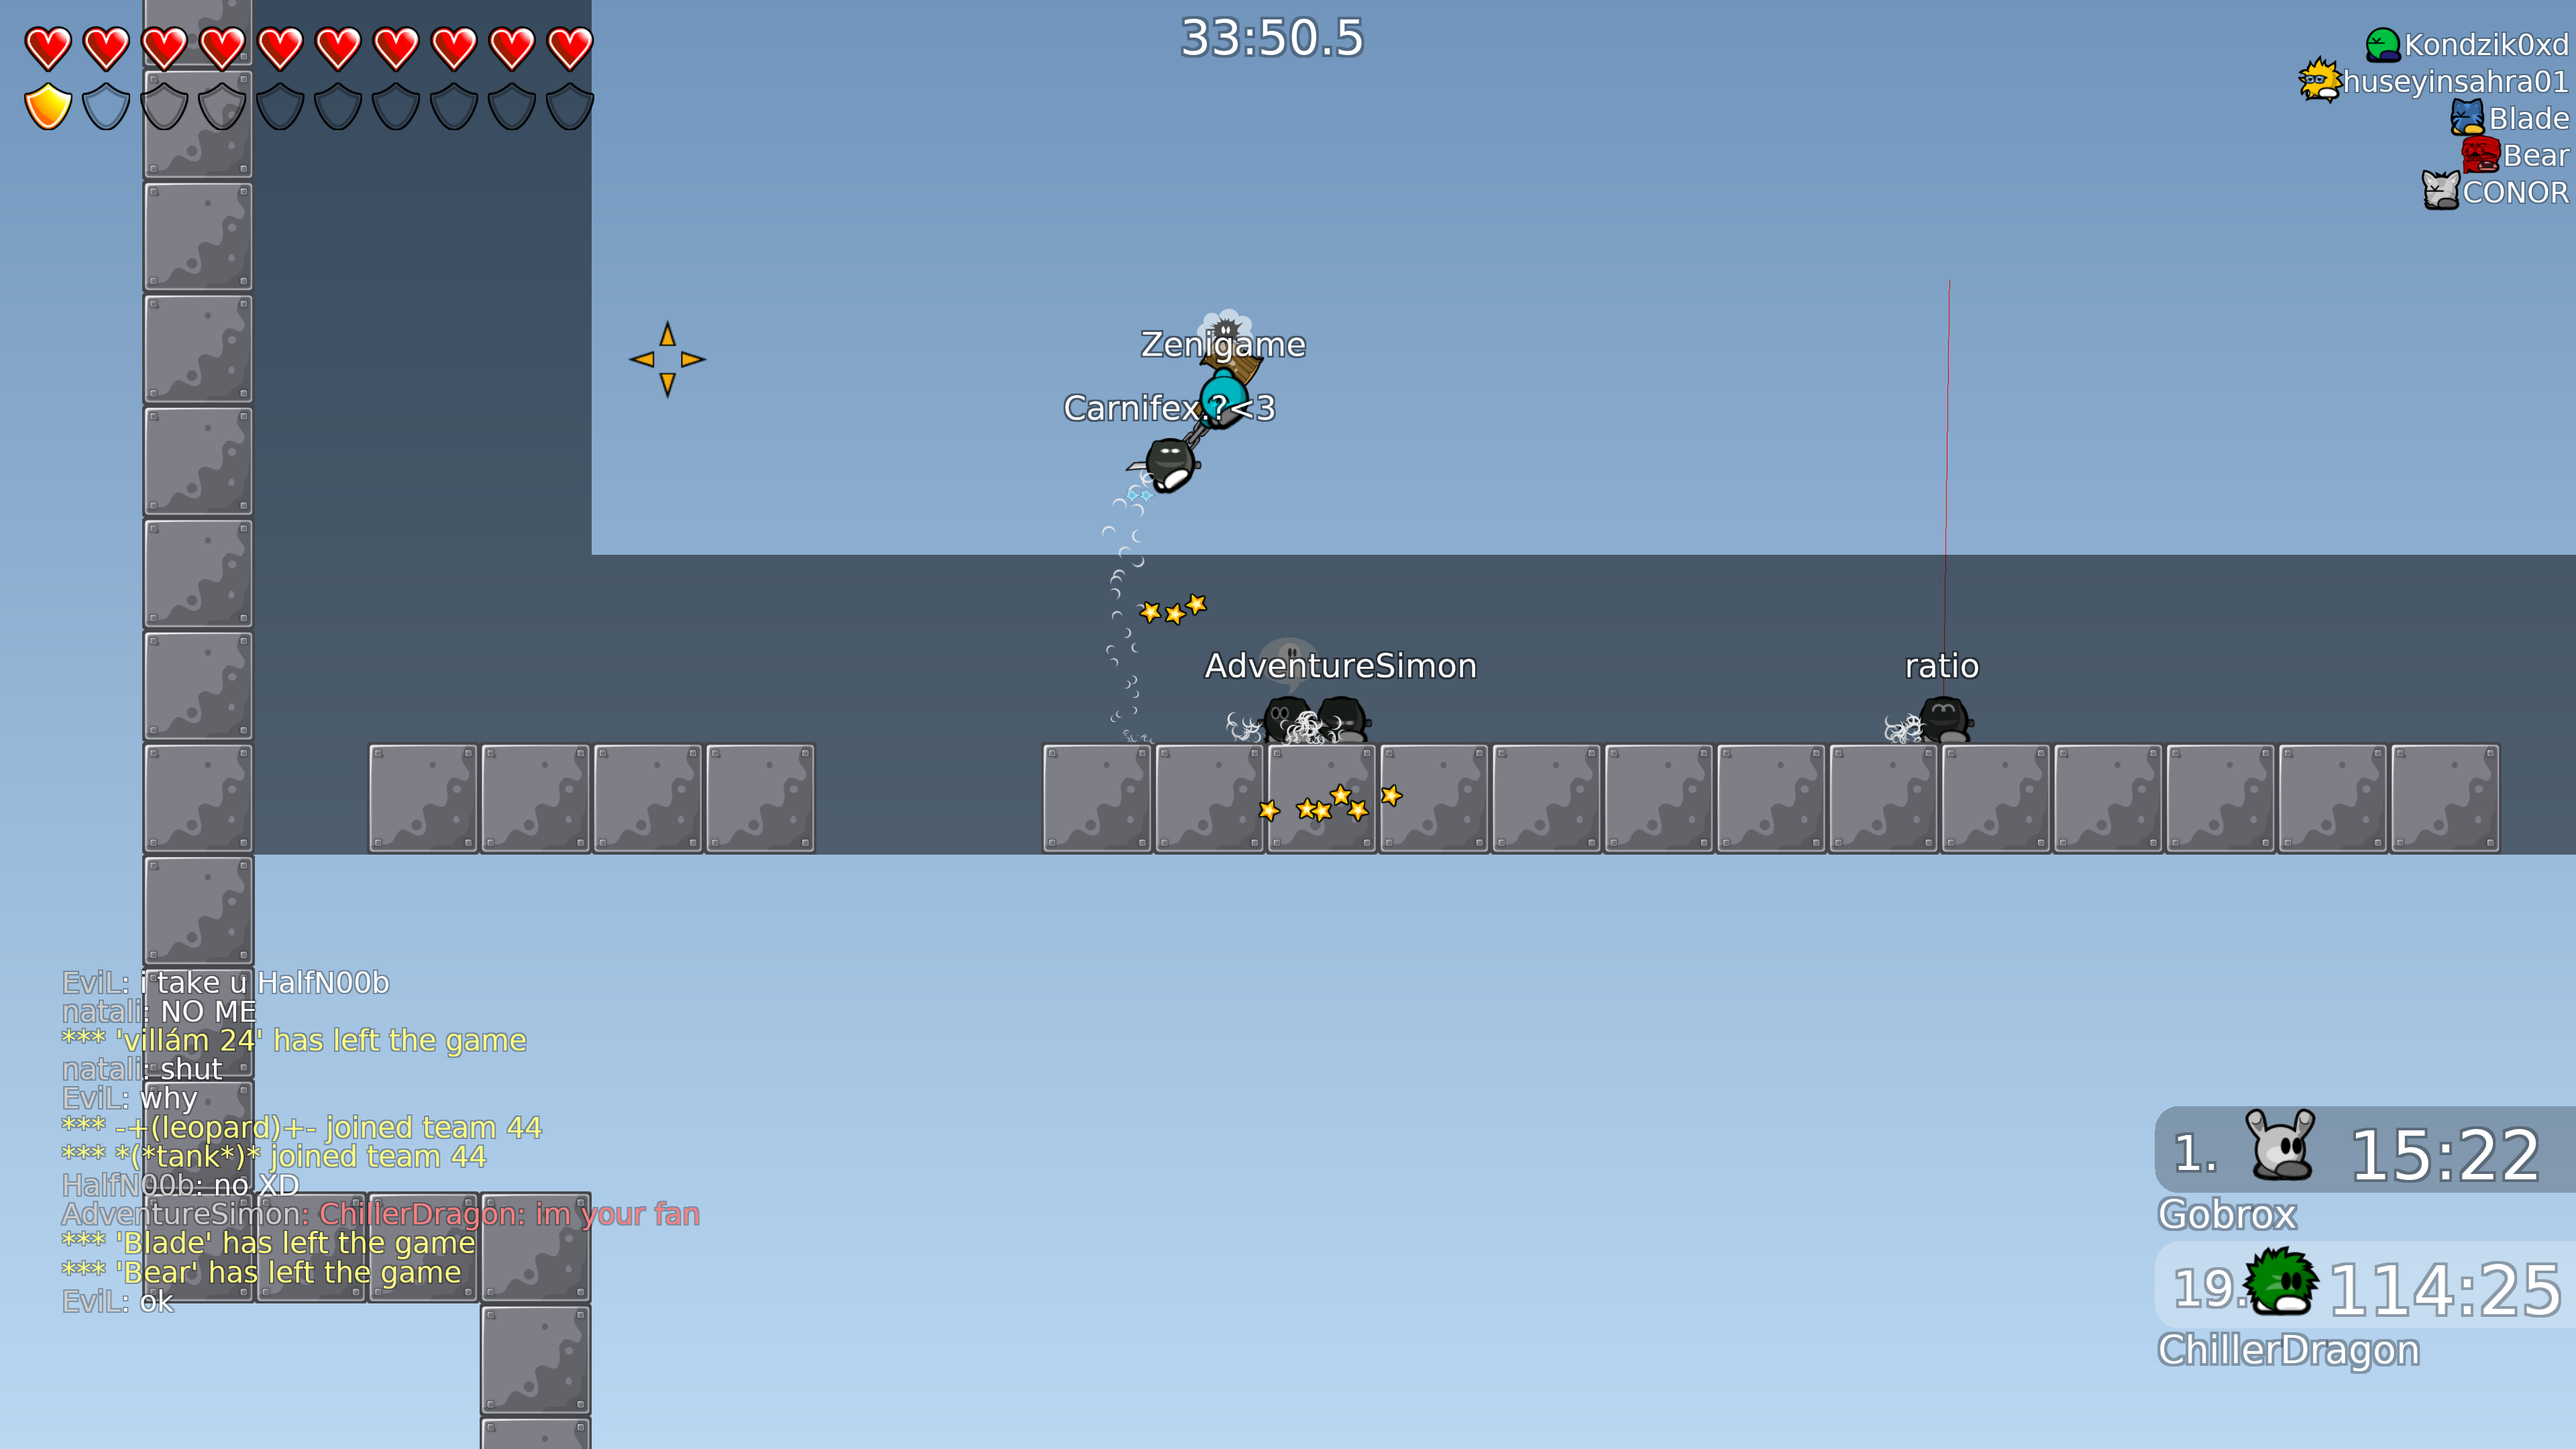 33:50.5
Kondzik0xd
huseyinsahra01
Blade
Bear
CONOR
Zenigame
Carnifex.?<3
AdventureSimon
ratio
EviL: i take u HalfN00b
natali: NO ME
*** 'villám 24' has left the game
natali: shut
EviL: why
*** -+(leopard)+- joined team 44
*** *(*tank*)* joined team 44
HalfN00b: no XD
AdventureSimon: ChillerDragon: im your fan
*** 'Blade' has left the game
*** 'Bear' has left the game
EviL: ok
1. 15:22
Gobrox
19. 114:25
ChillerDragon